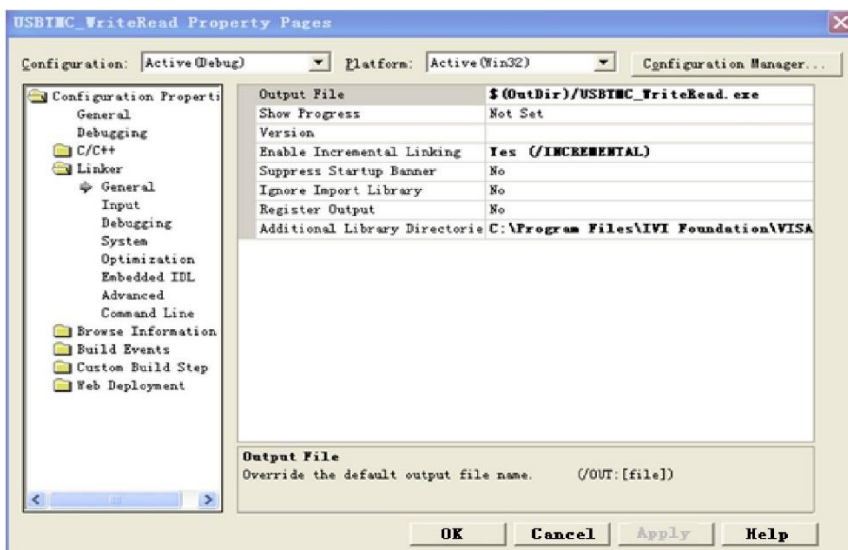 USBTMC_WriteRead Property Pages
Configuration: Active(Debug) Platform: Active(Win32) Configuration Manager...
Configuration Properti
General
Debugging
C/C++
Linker
General
Input
Debugging
System
Optimization
Embedded IDL
Advanced
Command Line
Browse Information
Build Events
Custom Build Step
Web Deployment
Output File $(OutDir)/USBTMC_WriteRead.exe
Show Progress Not Set
Version
Enable Incremental Linking Yes (/INCREMENTAL)
Suppress Startup Banner No
Ignore Import Library No
Register Output No
Additional Library Directorie C:\Program Files\IVI Foundation\VISA
Output File
Override the default output file name. (/OUT:[file])
OK Cancel Apply Help